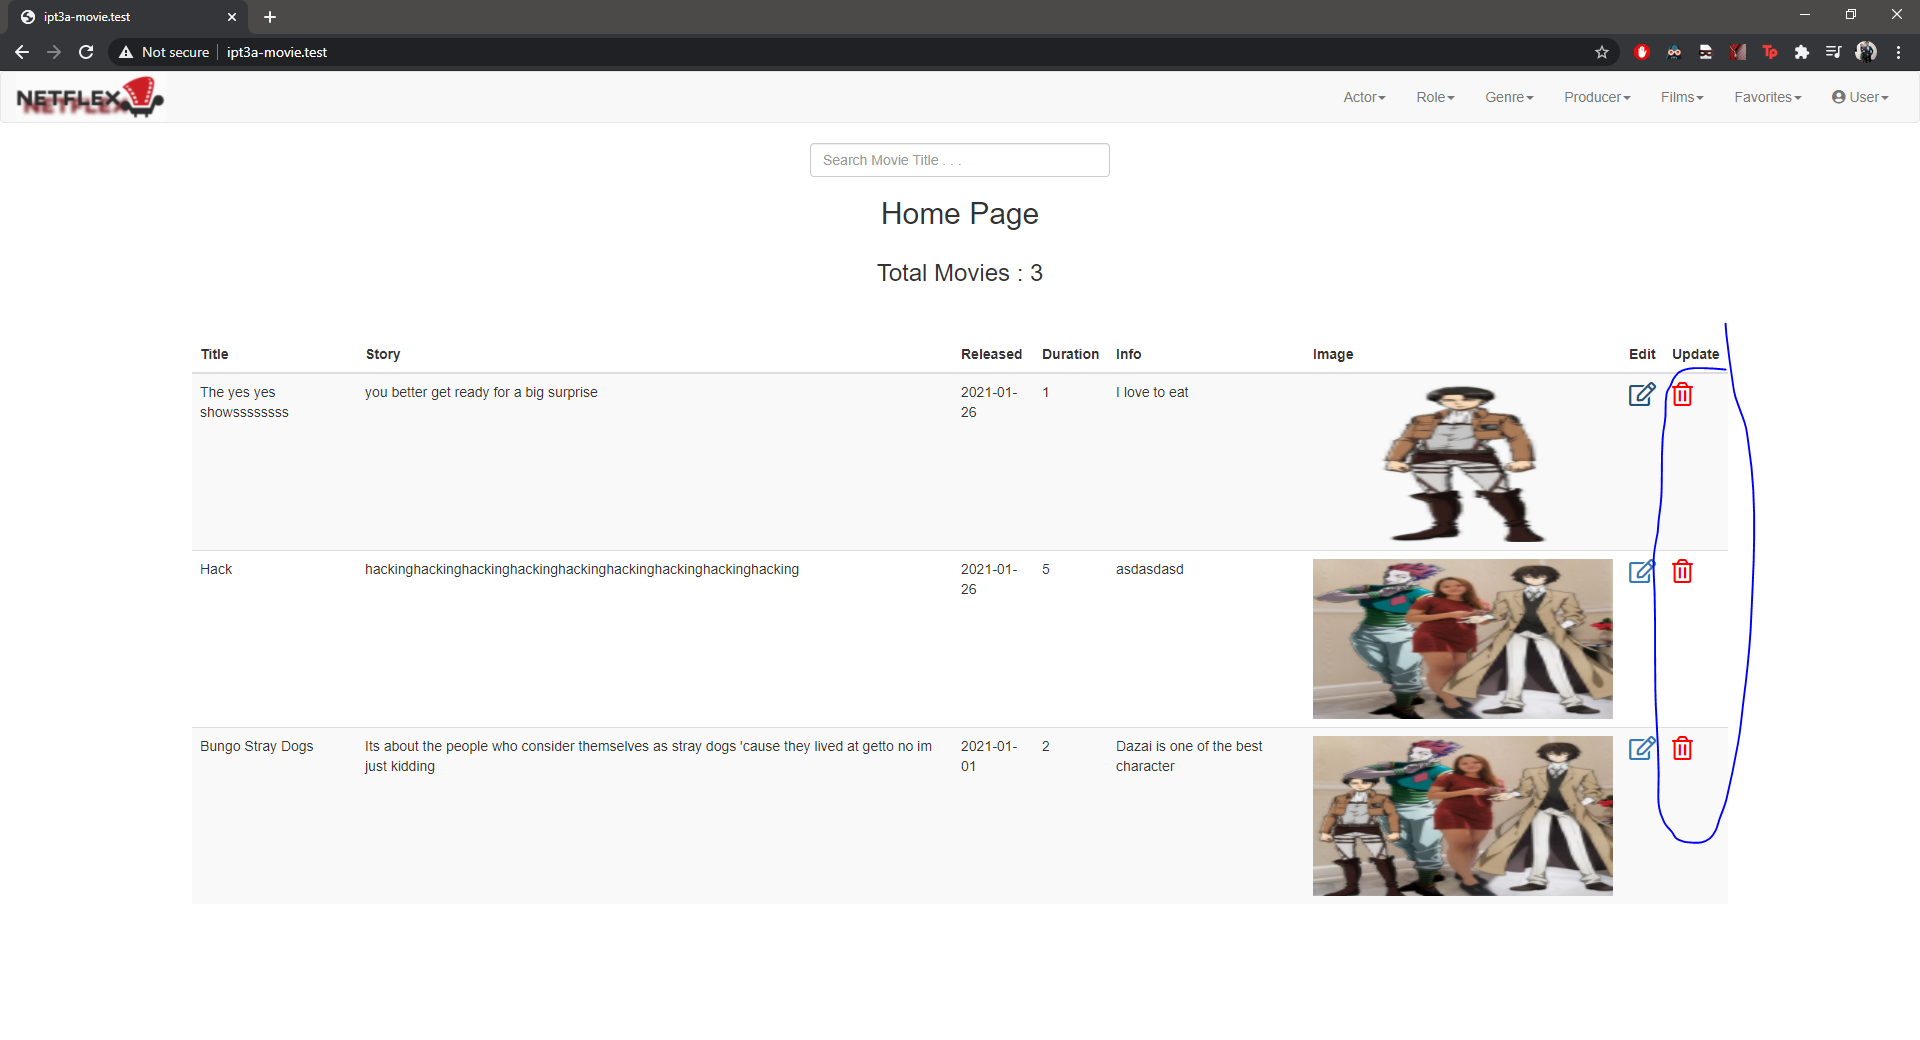 ipt3a-movie.test
Not secure ipt3a-movie.test
Tp
NETFLEX
Actor Role Genre Producer Films Favorites User
Search Movie Title . . .
Home Page
Total Movies : 3
Title Story Released Duration Info Image Edit Update
The yes yes you better get ready for a big surprise 2021-01- 1 I love to eat
showssssssss 26
Hack hackinghackinghackinghackinghackinghackinghackinghackinghacking 2021-01- 5 asdasdasd
26
Bungo Stray Dogs Its about the people who consider themselves as stray dogs 'cause they lived at getto no im 2021-01- 2 Dazai is one of the best
just kidding 01 character